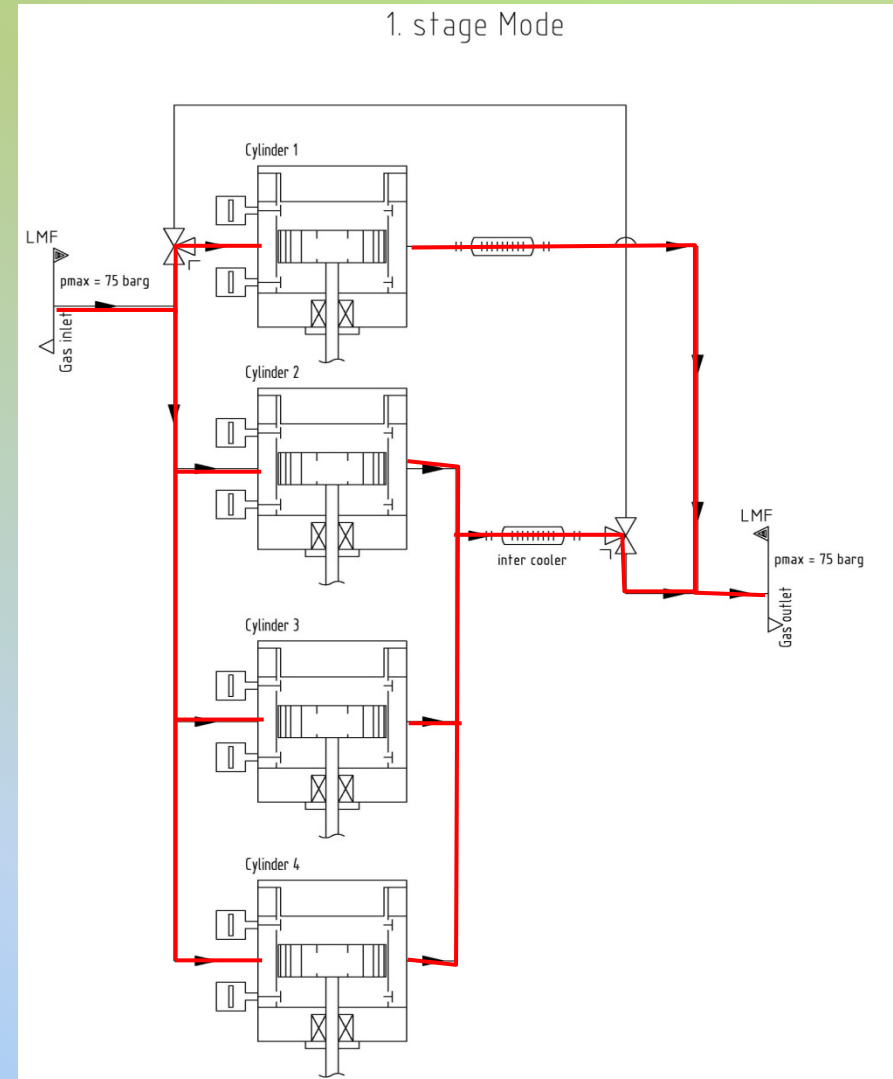 1. stage Mode
Cylinder 1
LMF
pmax = 75 barg
Gas inlet
Cylinder 2
LMF
pmax = 75 barg
inter cooler
Gas outlet
Cylinder 3
Cylinder 4